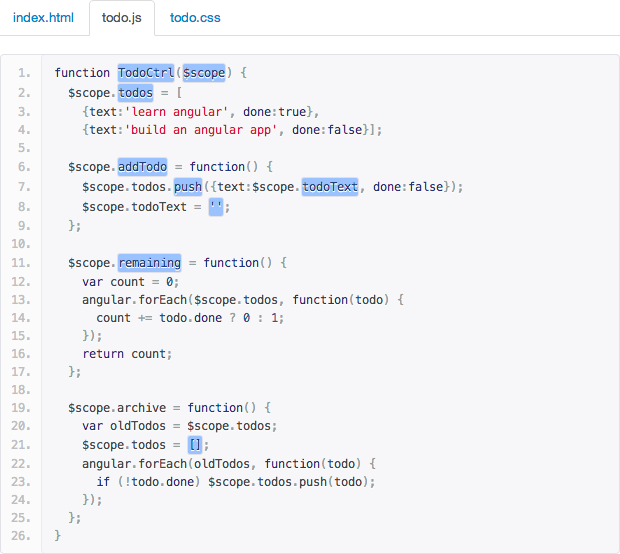 index.html todo.js todo.css
1. function TodoCtrl($scope) {
2.   $scope.todos = [
3.     {text:'learn angular', done:true},
4.     {text:'build an angular app', done:false}];
5.
6.   $scope.addTodo = function() {
7.     $scope.todos.push({text:$scope.todoText, done:false});
8.     $scope.todoText = '';
9.   };
10.
11.   $scope.remaining = function() {
12.     var count = 0;
13.     angular.forEach($scope.todos, function(todo) {
14.       count += todo.done ? 0 : 1;
15.     });
16.     return count;
17.   };
18.
19.   $scope.archive = function() {
20.     var oldTodos = $scope.todos;
21.     $scope.todos = [];
22.     angular.forEach(oldTodos, function(todo) {
23.       if (!todo.done) $scope.todos.push(todo);
24.     });
25.   };
26. }